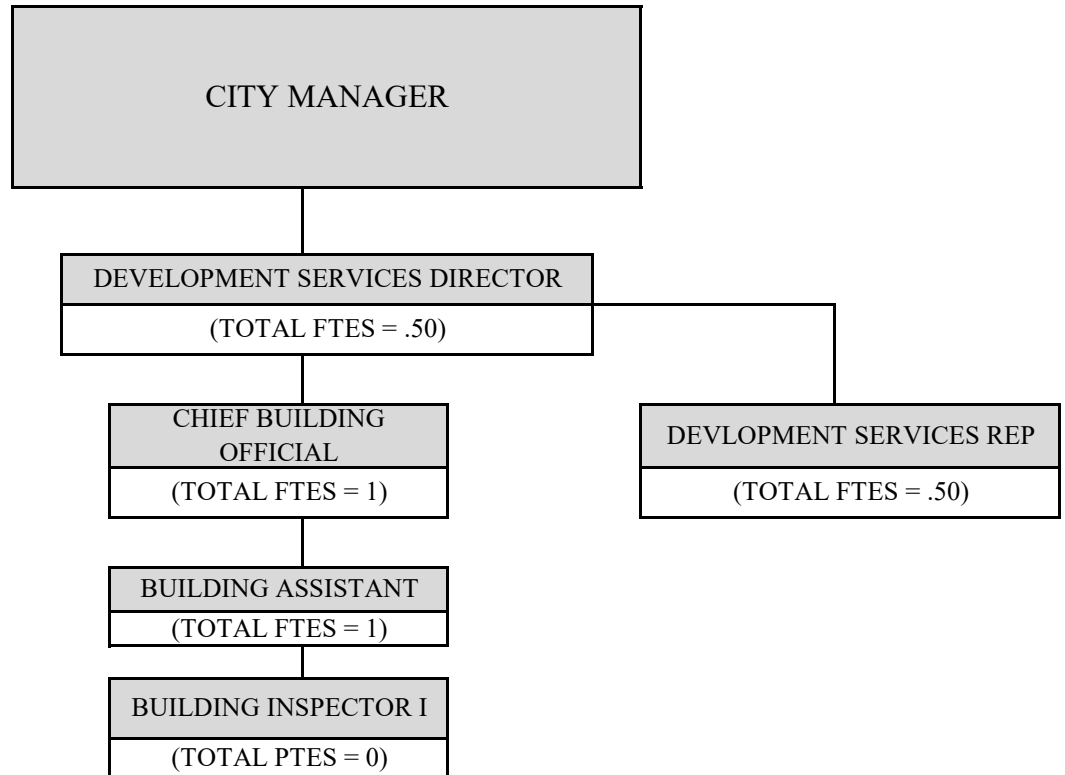 CITY MANAGER
DEVELOPMENT SERVICES DIRECTOR
(TOTAL FTES = .50)
CHIEF BUILDING
OFFICIAL
(TOTAL FTES = 1)
DEVLOPMENT SERVICES REP
(TOTAL FTES = .50)
BUILDING ASSISTANT
(TOTAL FTES = 1)
BUILDING INSPECTOR I
(TOTAL PTES = 0)